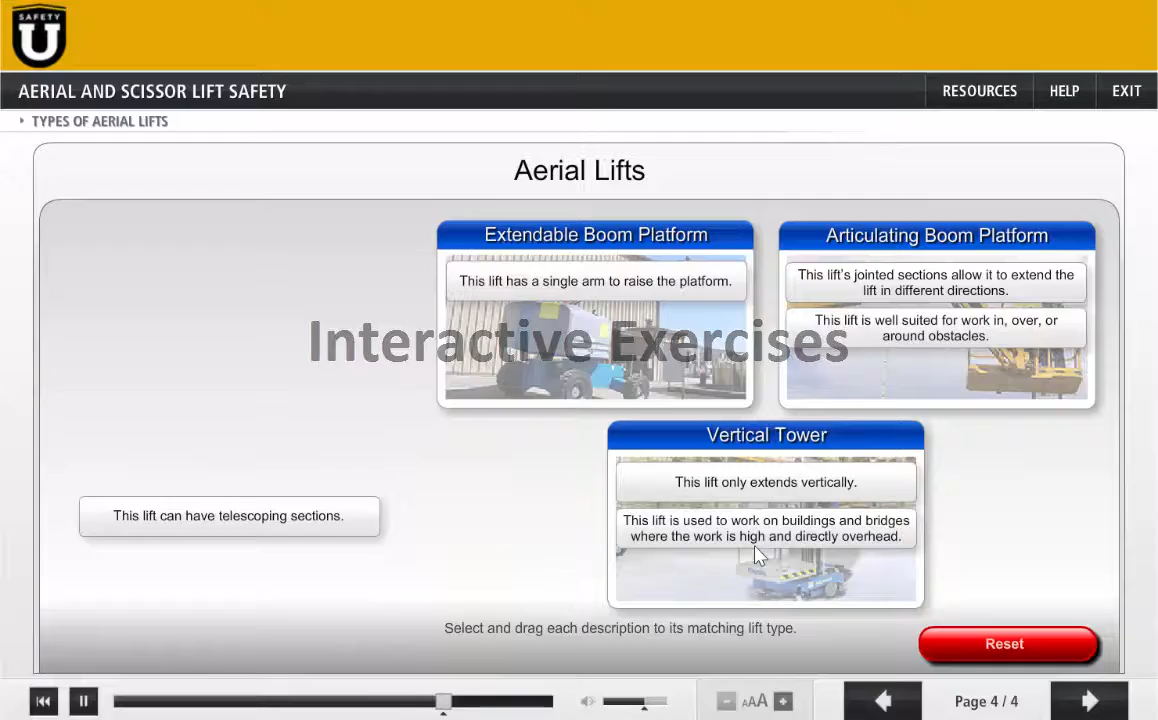 SAFETY
U
AERIAL AND SCISSOR LIFT SAFETY
RESOURCES
HELP
EXIT
TYPES OF AERIAL LIFTS
Aerial Lifts
Extendable Boom Platform
This lift has a single arm to raise the platform.
Articulating Boom Platform
This lift's jointed sections allow it to extend the
lift in different directions.
This lift is well suited for work in, over, or
around obstacles.
Interactive Exercises
Vertical Tower
This lift only extends vertically.
This lift is used to work on buildings and bridges
where the work is high and directly overhead.
This lift can have telescoping sections.
Select and drag each description to its matching lift type.
Reset
AAA
Page 4 / 4